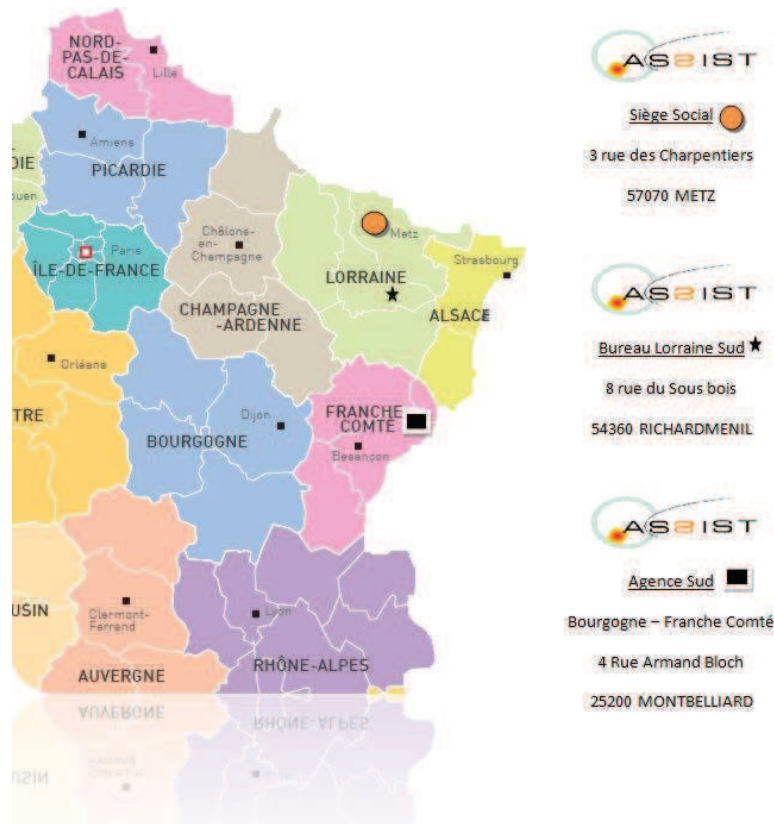 NORD-
PAS-DE-
CALAIS
Lille
Amiens
PICARDIE
DIE
ouen
Paris
ÎLE-DE-FRANCE
Châlons-
en-
Champagne
CHAMPAGNE
-ARDENNE
Metz
LORRAINE
Strasbourg
ALSACE
Orléans
TRE
Dijon
BOURGOGNE
FRANCHE
COMTÉ
Besançon
USIN
Clermont-
Ferrand
AUVERGNE
Lyon
RHÔNE-ALPES
ASSIST
Siège Social
3 rue des Charpentiers
57070 METZ
ASSIST
Bureau Lorraine Sud
8 rue du Sous bois
54360 RICHARDMENIL
ASSIST
Agence Sud
Bourgogne – Franche Comté
4 Rue Armand Bloch
25200 MONTBELLIARD